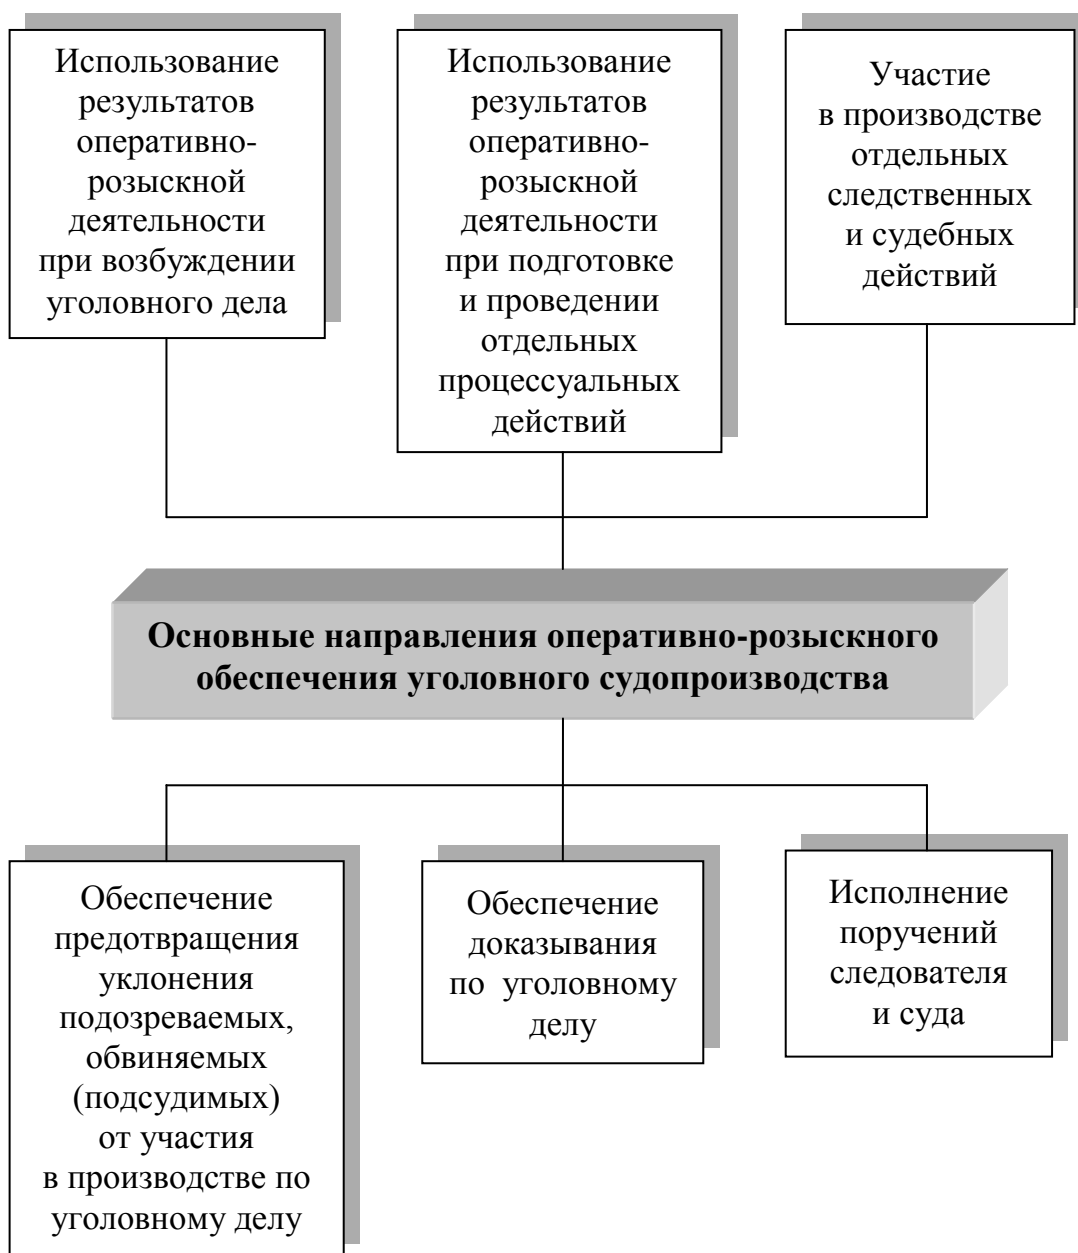 Использование
результатов
оперативно-
розыскной
деятельности
при возбуждении
уголовного дела
Использование
результатов
оперативно-
розыскной
деятельности
при подготовке
и проведении
отдельных
процессуальных
действий
Участие
в производстве
отдельных
следственных
и судебных
действий
Основные направления оперативно-розыскного
обеспечения уголовного судопроизводства
Обеспечение
предотвращения
уклонения
подозреваемых,
обвиняемых
(подсудимых)
от участия
в производстве по
уголовному делу
Обеспечение
доказывания
по уголовному
делу
Исполнение
поручений
следователя
и суда